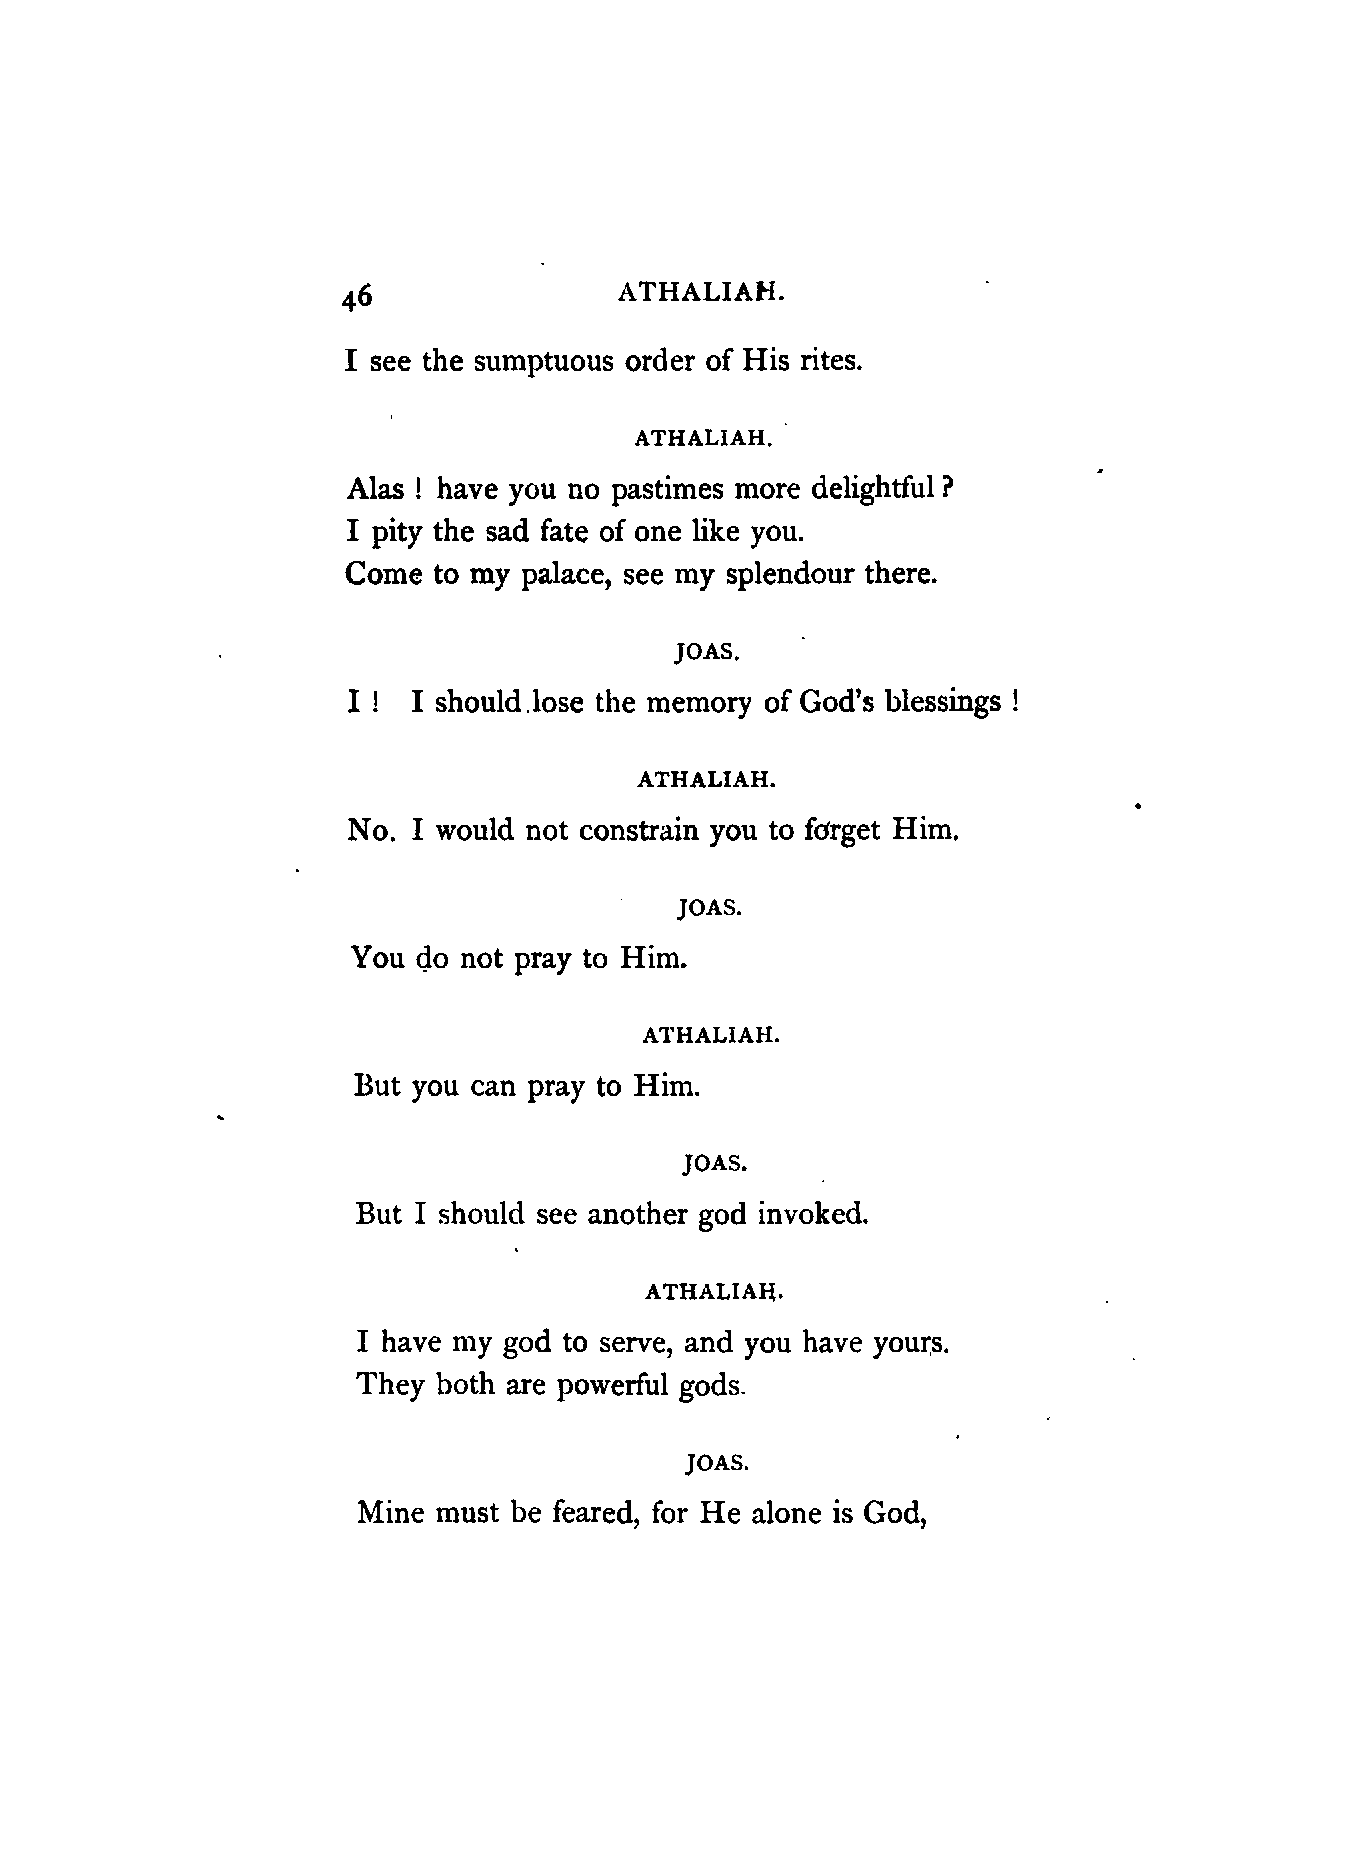 46 ATHALIAH.
I see the sumptuous order of His rites.
ATHALIAH.
Alas ! have you no pastimes more delightful ?
I pity the sad fate of one like you.
Come to my palace, see my splendour there.
JOAS.
I ! I should lose the memory of God's blessings !
ATHALIAH.
No. I would not constrain you to forget Him.
JOAS.
You do not pray to Him.
ATHALIAH.
But you can pray to Him.
JOAS.
But I should see another god invoked.
ATHALIAH.
I have my god to serve, and you have yours.
They both are powerful gods.
JOAS.
Mine must be feared, for He alone is God,